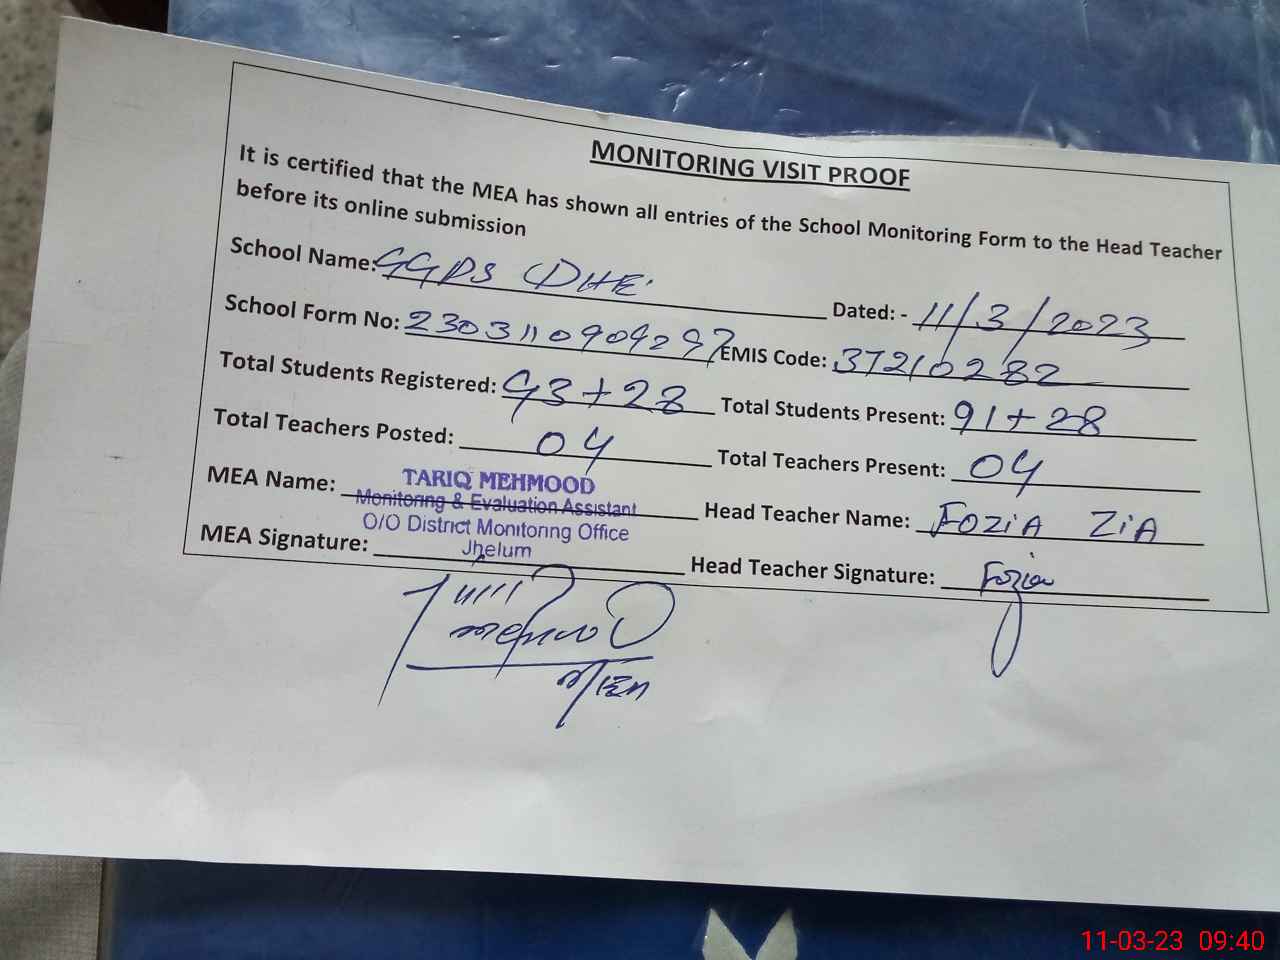 MONITORING VISIT PROOF
It is certified that the MEA has shown all entries of the School Monitoring Form to the Head Teacher
before its online submission
School Name: GGPS DHE Dated: - 11/3/2023
School Form No: 2303110909297 EMIS Code: 37210282
Total Students Registered: 93+28 Total Students Present: 91+28
Total Teachers Posted: 04 Total Teachers Present: 04
MEA Name: TARIQ MEHMOOD Head Teacher Name: FOZiA ZiA
Monitoring & Evaluation Assistant
O/O District Monitoring Office
Jhelum
MEA Signature: Head Teacher Signature: Fozia
MEA
11-03-23 09:40